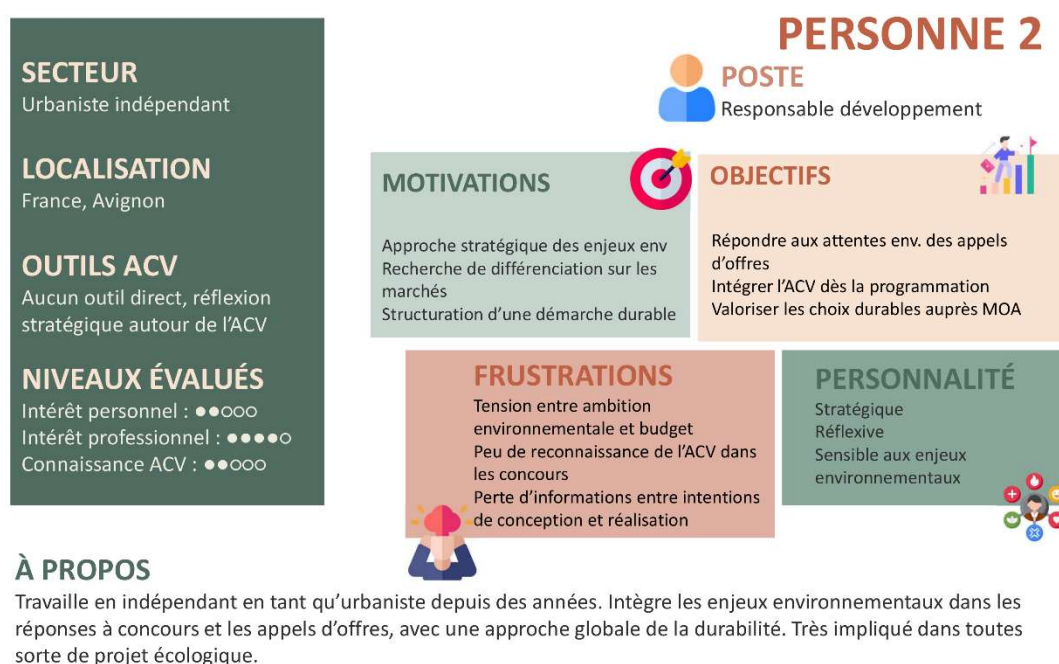 PERSONNE 2
POSTE
Responsable développement
SECTEUR
Urbaniste indépendant
LOCALISATION
France, Avignon
OUTILS ACV
Aucun outil direct, réflexion
stratégique autour de l’ACV
NIVEAUX ÉVALUÉS
Intérêt personnel : ●●○○○
Intérêt professionnel : ●●●●○
Connaissance ACV : ●●○○○
MOTIVATIONS
Approche stratégique des enjeux env
Recherche de différenciation sur les
marchés
Structuration d’une démarche durable
OBJECTIFS
Répondre aux attentes env. des appels
d’offres
Intégrer l’ACV dès la programmation
Valoriser les choix durables auprès MOA
FRUSTRATIONS
Tension entre ambition
environnementale et budget
Peu de reconnaissance de l’ACV dans
les concours
Perte d’informations entre intentions
de conception et réalisation
PERSONNALITÉ
Stratégique
Réflexive
Sensible aux enjeux
environnementaux
À PROPOS
Travaille en indépendant en tant qu’urbaniste depuis des années. Intègre les enjeux environnementaux dans les
réponses à concours et les appels d’offres, avec une approche globale de la durabilité. Très impliqué dans toutes
sorte de projet écologique.